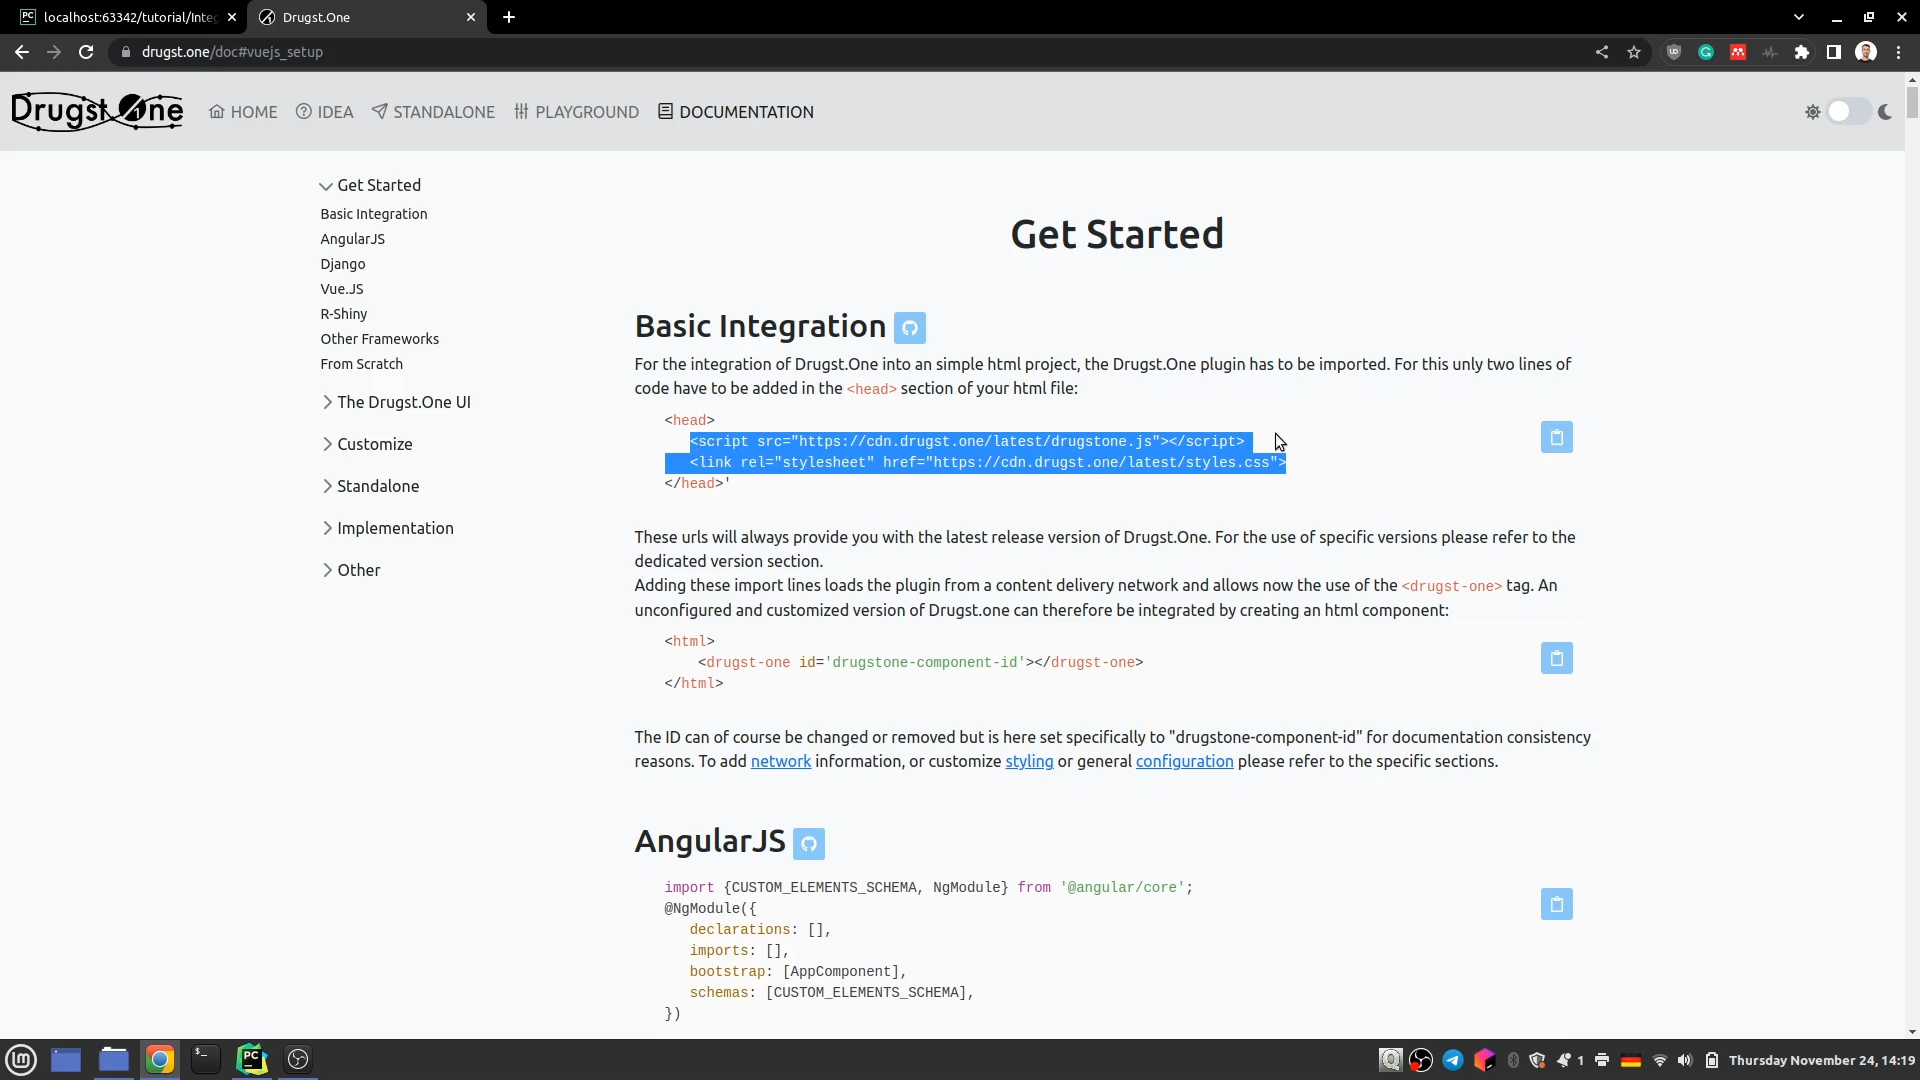 localhost:63342/tutorial/Integ
Drugst.One
drugst.one/doc#vuejs_setup
Drugst.One
HOME
IDEA
STANDALONE
PLAYGROUND
DOCUMENTATION
Get Started
Basic Integration
AngularJS
Django
Vue.JS
R-Shiny
Other Frameworks
From Scratch
The Drugst.One UI
Customize
Standalone
Implementation
Other
Get Started
Basic Integration
For the integration of Drugst.One into an simple html project, the Drugst.One plugin has to be imported. For this unly two lines of
code have to be added in the <head> section of your html file:
<head>
<script src="https://cdn.drugst.one/latest/drugstone.js"></script>
<link rel="stylesheet" href="https://cdn.drugst.one/latest/styles.css">
</head>'
These urls will always provide you with the latest release version of Drugst.One. For the use of specific versions please refer to the
dedicated version section.
Adding these import lines loads the plugin from a content delivery network and allows now the use of the <drugst-one> tag. An
unconfigured and customized version of Drugst.one can therefore be integrated by creating an html component:
<html>
<drugst-one id='drugstone-component-id'></drugst-one>
</html>
The ID can of course be changed or removed but is here set specifically to "drugstone-component-id" for documentation consistency
reasons. To add network information, or customize styling or general configuration please refer to the specific sections.
AngularJS
import {CUSTOM_ELEMENTS_SCHEMA, NgModule} from '@angular/core';
@NgModule({
declarations: [],
imports: [],
bootstrap: [AppComponent],
schemas: [CUSTOM_ELEMENTS_SCHEMA],
})
1
Thursday November 24, 14:19